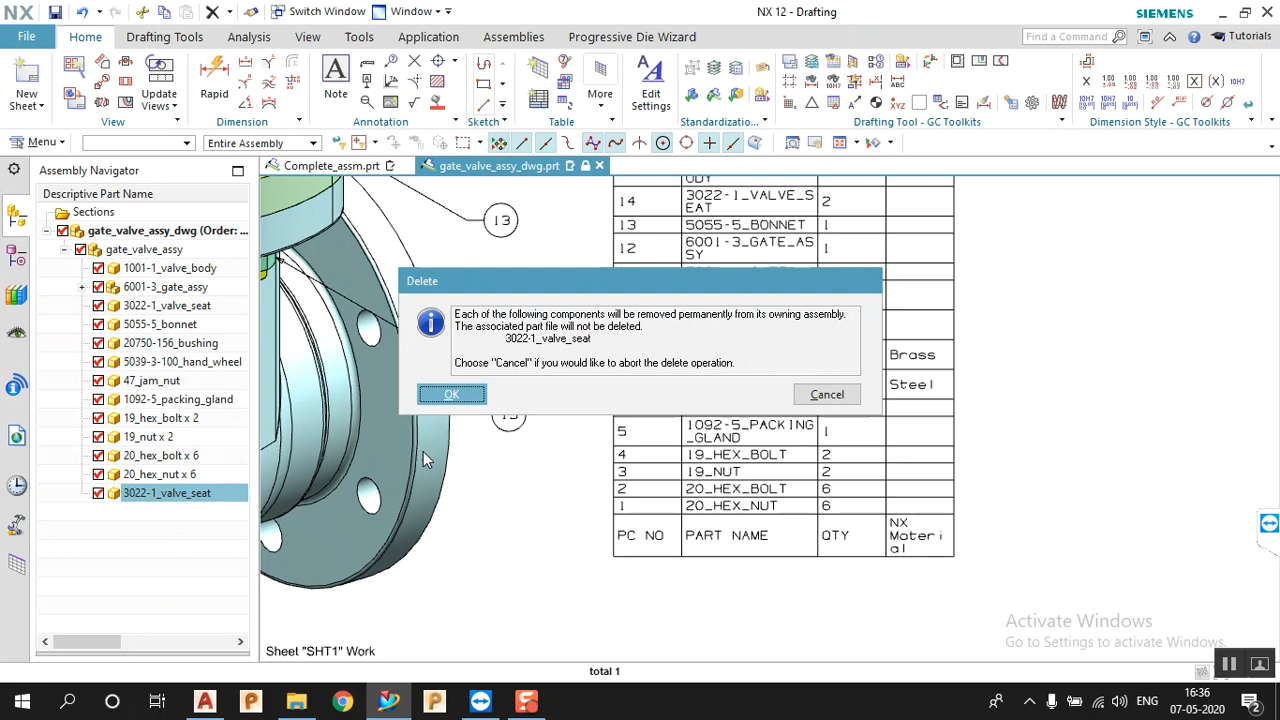 NX
Switch Window
Window
NX 12 - Drafting
SIEMENS
File
Home
Drafting Tools
Analysis
View
Tools
Application
Assemblies
Progressive Die Wizard
Find a Command
Tutorials
New
Sheet
Update
Views
Rapid
Note
More
Edit
Settings
View
Dimension
Annotation
Sketch
Table
Standardizatio...
Drafting Tool - GC Toolkits
Dimension Style - GC Toolkits
Menu
Entire Assembly
Assembly Navigator
Complete_assm.prt
gate_valve_assy_dwg.prt
Descriptive Part Name
Sections
gate_valve_assy_dwg (Order: ...
gate_valve_assy
1001-1_valve_body
6001-3_gate_assy
3022-1_valve_seat
5055-5_bonnet
20750-156_bushing
5039-3-100_hand_wheel
47_jam_nut
1092-5_packing_gland
19_hex_bolt x 2
19_nut x 2
20_hex_bolt x 6
20_hex_nut x 6
3022-1_valve_seat
13
14 3022-1_VALVE_S
EAT 2
13 5055-5_BONNET 1
12 6001-3_GATE_AS
SY 1
Delete
Each of the following components will be removed permanently from its owning assembly.
The associated part file will not be deleted.
3022-1_valve_seat
Choose "Cancel" if you would like to abort the delete operation.
OK
Cancel
Brass
Steel
5 1092-5_PACKING
_GLAND 1
4 19_HEX_BOLT 2
3 19_NUT 2
2 20_HEX_BOLT 6
1 20_HEX_NUT 6
PC NO PART NAME QTY NX
Materi
al
Activate Windows
Go to Settings to activate Windows.
Sheet "SHT1" Work
total 1
ENG
16:36
07-05-2020